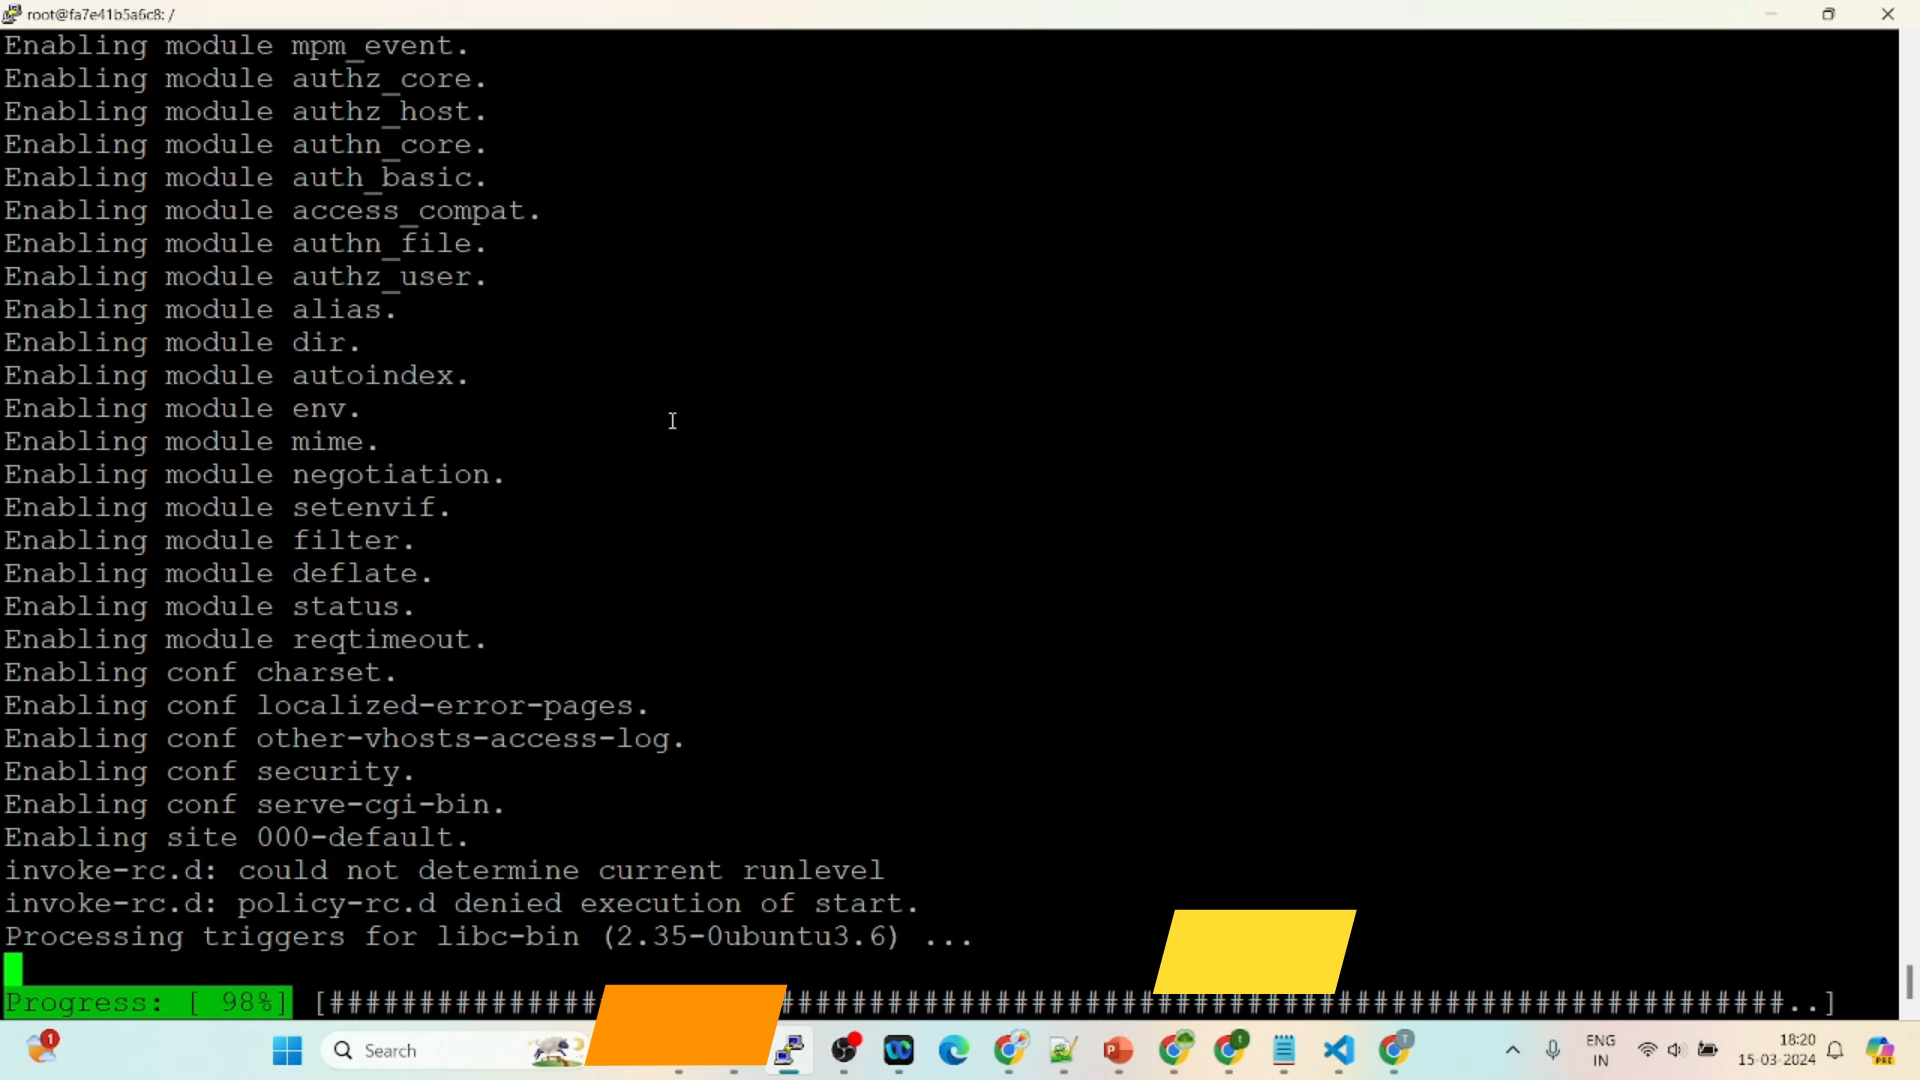 root@fa7e41b5a6c8: /
Enabling module mpm_event.
Enabling module authz_core.
Enabling module authz_host.
Enabling module authn_core.
Enabling module auth_basic.
Enabling module access_compat.
Enabling module authn_file.
Enabling module authz_user.
Enabling module alias.
Enabling module dir.
Enabling module autoindex.
Enabling module env.
Enabling module mime.
Enabling module negotiation.
Enabling module setenvif.
Enabling module filter.
Enabling module deflate.
Enabling module status.
Enabling module reqtimeout.
Enabling conf charset.
Enabling conf localized-error-pages.
Enabling conf other-vhosts-access-log.
Enabling conf security.
Enabling conf serve-cgi-bin.
Enabling site 000-default.
invoke-rc.d: could not determine current runlevel
invoke-rc.d: policy-rc.d denied execution of start.
Processing triggers for libc-bin (2.35-0ubuntu3.6) ...
Progress: [ 98%] [###############   ########################################################..]
1
Search
ENG
IN
18:20
15-03-2024